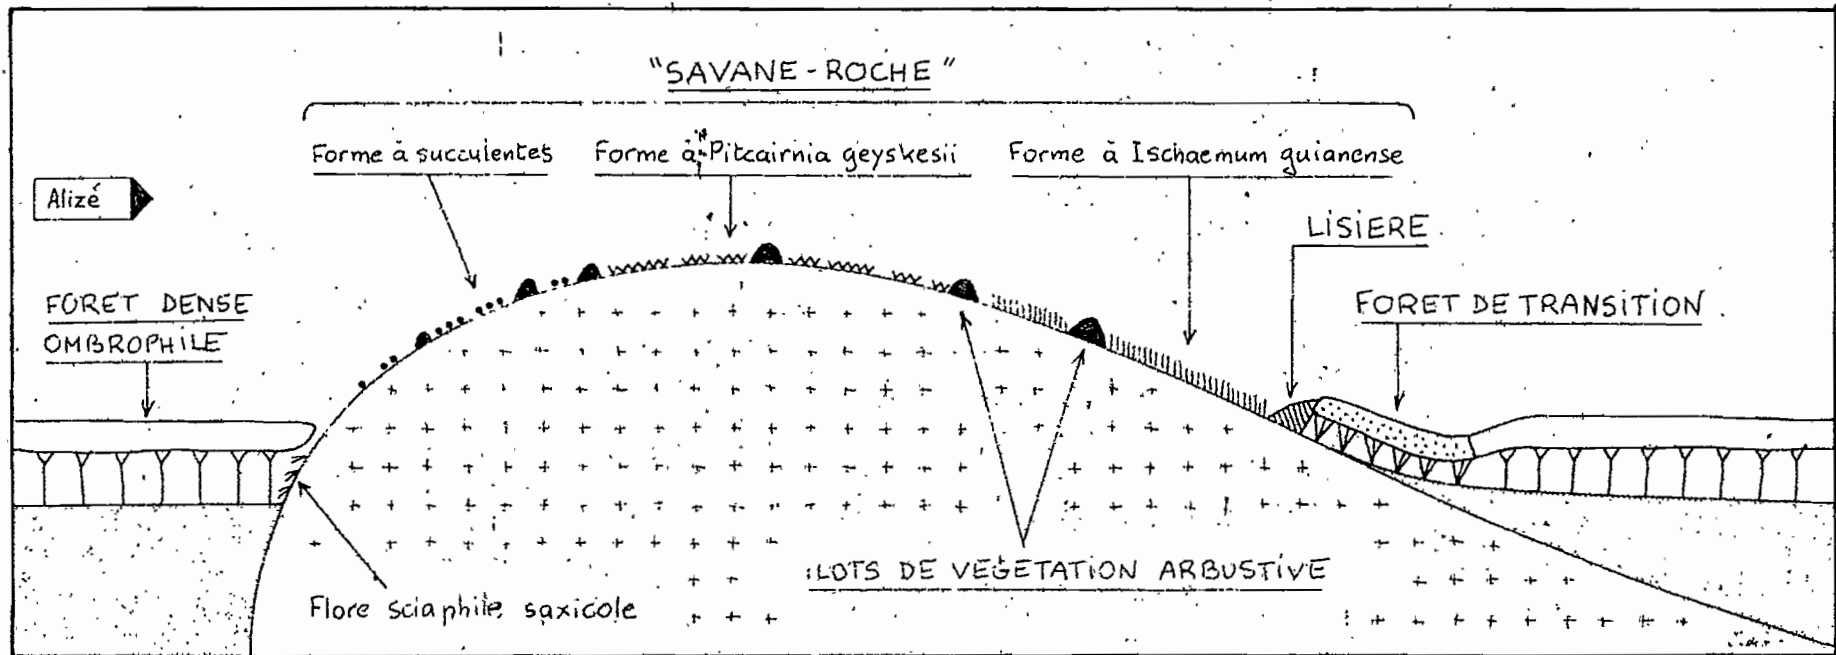 "SAVANE-ROCHE"
Forme à succulentes
Forme à Pitcairnia geyskesii
Forme à Ischaemum guianense
Alizé
LISIERE
FORET DENSE
OMBROPHILE
FORET DE TRANSITION
ILOTS DE VEGETATION ARBUSTIVE
Flore sciaphile saxicole